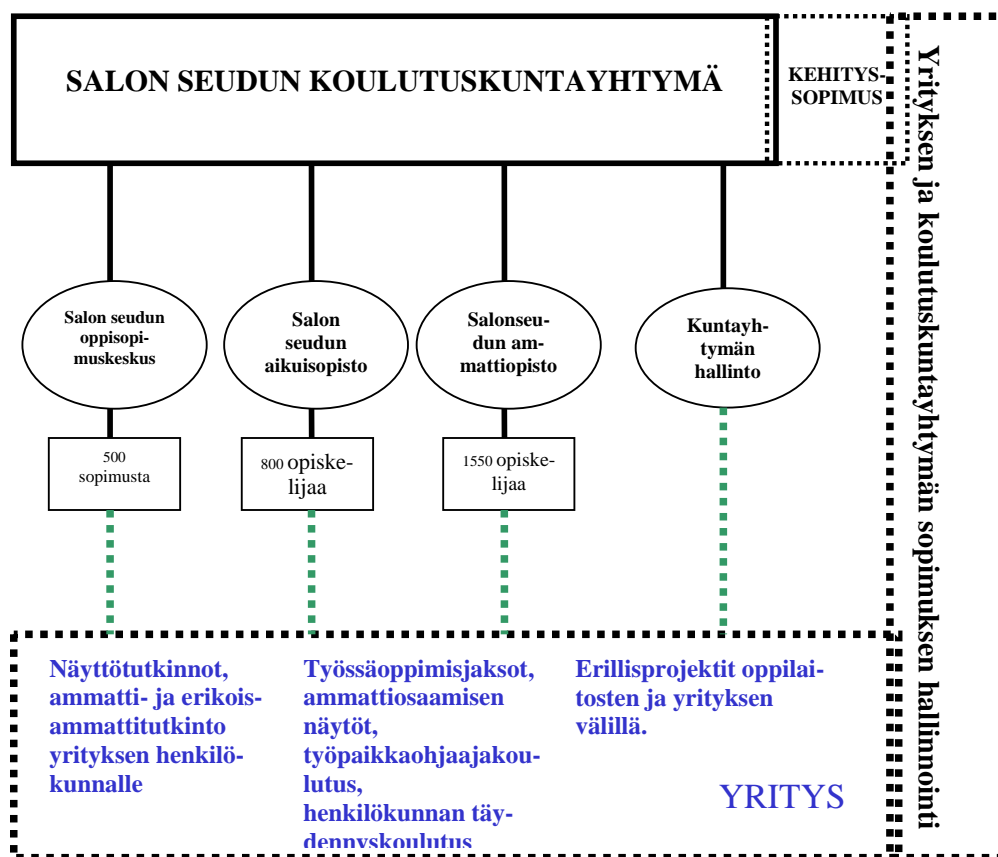 SALON SEUDUN KOULUTUSKUNTAYHTYMÄ
KEHITYS-
SOPIMUS
Yrityksen ja koulutuskuntayhtymän sopimuksen hallinnointi
Salon seudun
oppisopi-
muskeskus
Salon
seudun
aikuisopisto
Salonseu-
dun am-
mattiopisto
Kuntayh-
tymän
hallinto
500
sopimusta
800 opiske-
lijaa
1550 opiske-
lijaa
Näyttötutkinnot,
ammatti- ja erikois-
ammattitutkinto
yrityksen henkilö-
kunnalle
Työssäoppimisjaksot,
ammattiosaamisen
näytöt,
työpaikkaohjaajakou-
lutus,
henkilökunnan täy-
dennyskoulutus
Erillisprojektit oppilai-
tosten ja yrityksen
välillä.
YRITYS